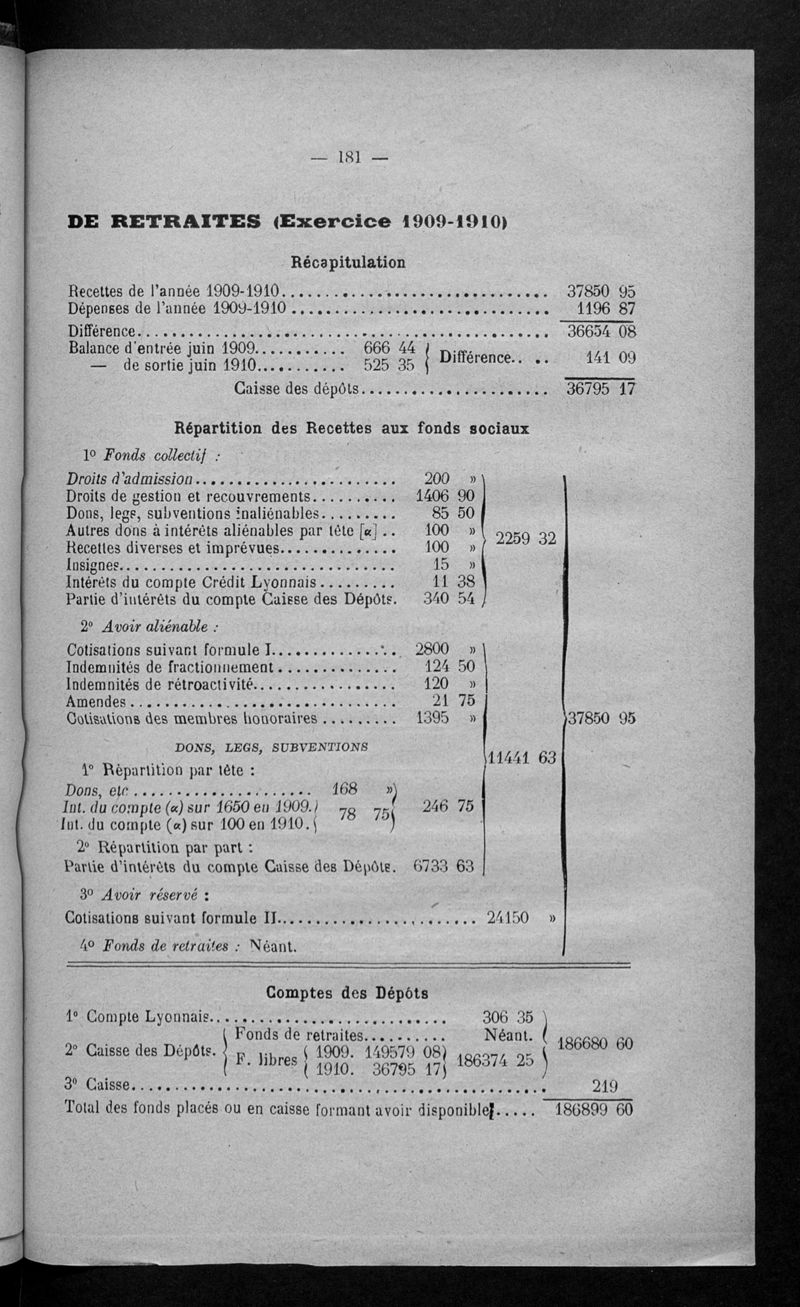 — 181 —
DE RETRAITES (Exercice 1909-1910)
Récapitulation
Recettes de l'année 1909-1910................................ 37850 95
Dépenses de l'année 1909-1910................................ 1196 87
Différence................................ 36654 08
Balance d'entrée juin 1909........... 666 44
— de sortie juin 1910........... 525 35
Différence.. .. 141 09
Caisse des dépôts........................ 36795 17
Répartition des Recettes aux fonds sociaux
1º Fonds collectif :
Droits d'admission........................ 200 »
Droits de gestion et recouvrements.......... 1406 90
Dons, legs, subventions inaliénables......... 85 50
Autres dons à intérêts aliénables par tête [α].. 100 »
2259 32
Recettes diverses et imprévues.............. 100 »
Insignes................................ 15 »
Intérêts du compte Crédit Lyonnais......... 11 38
Partie d'intérêts du compte Caisse des Dépôts. 340 54
2º Avoir aliénable :
Cotisations suivant formule I............... 2800 »
Indemnités de fractionnement.............. 124 50
Indemnités de rétroactivité................. 120 »
Amendes................................ 21 75
Cotisations des membres honoraires......... 1395 »
37850 95
DONS, LEGS, SUBVENTIONS
11441 63
1º Répartition par tête :
Dons, etc...................... 168 »
Int. du compte (α) sur 1650 en 1909.
78 75
246 75
Int. du compte (α) sur 100 en 1910.
2º Répartition par part :
Partie d'intérêts du compte Caisse des Dépôts. 6733 63
3º Avoir réservé :
Cotisations suivant formule II........................ 24150 »
4º Fonds de retraites : Néant.
Comptes des Dépôts
1º Compte Lyonnais............................ 306 35
Fonds de retraites.......... Néant.
186680 60
2º Caisse des Dépôts.
F. libres
1909. 149579 08
1910. 36795 17
186374 25
3º Caisse................................ 219
Total des fonds placés ou en caisse formant avoir disponible..... 186899 60